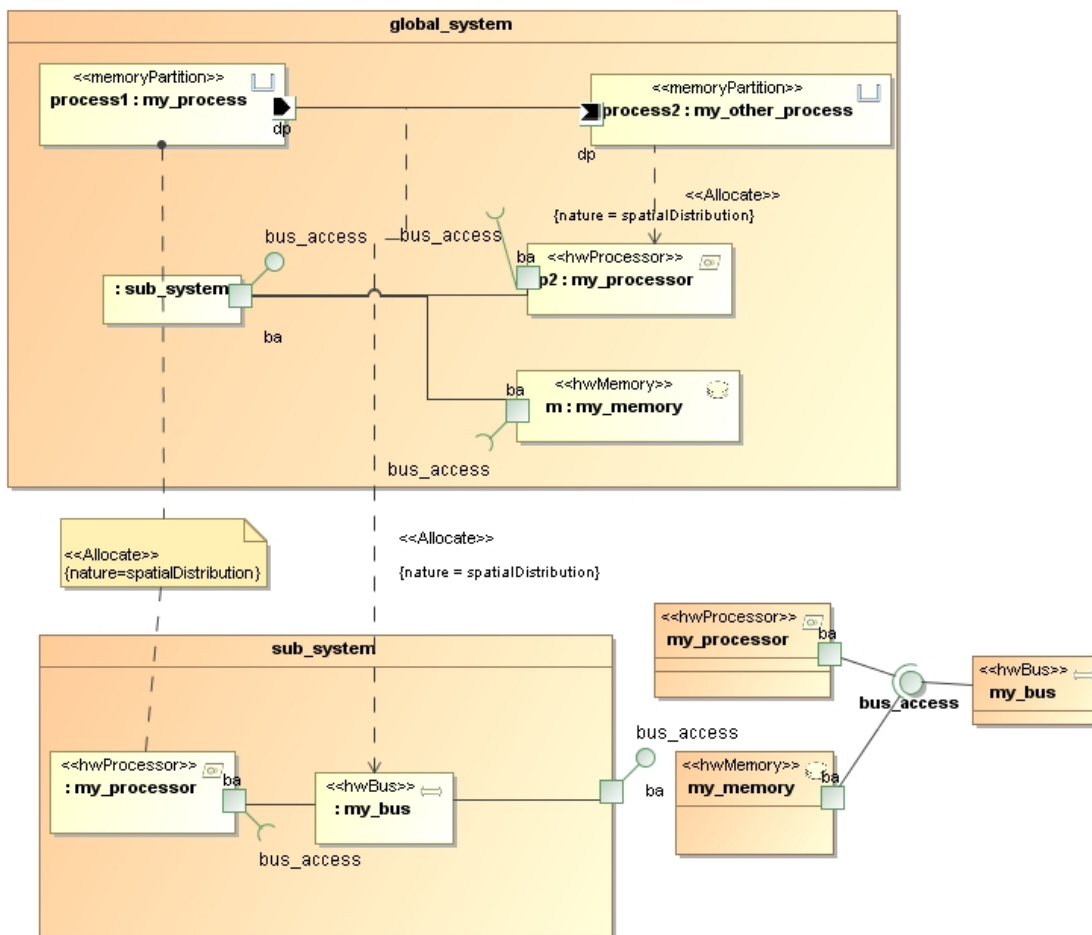 global_system
<<memoryPartition>>
process1 : my_process
dp
<<memoryPartition>>
process2 : my_other_process
dp
<<Allocate>>
{nature = spatialDistribution}
bus_access
bus_access
: sub_system
ba
ba
<<hwProcessor>>
p2 : my_processor
ba
<<hwMemory>>
m : my_memory
bus_access
<<Allocate>>
{nature=spatialDistribution}
<<Allocate>>
{nature = spatialDistribution}
sub_system
<<hwProcessor>>
: my_processor
ba
bus_access
<<hwBus>>
: my_bus
bus_access
ba
<<hwProcessor>>
my_processor
ba
bus_access
<<hwBus>>
my_bus
<<hwMemory>>
my_memory
ba